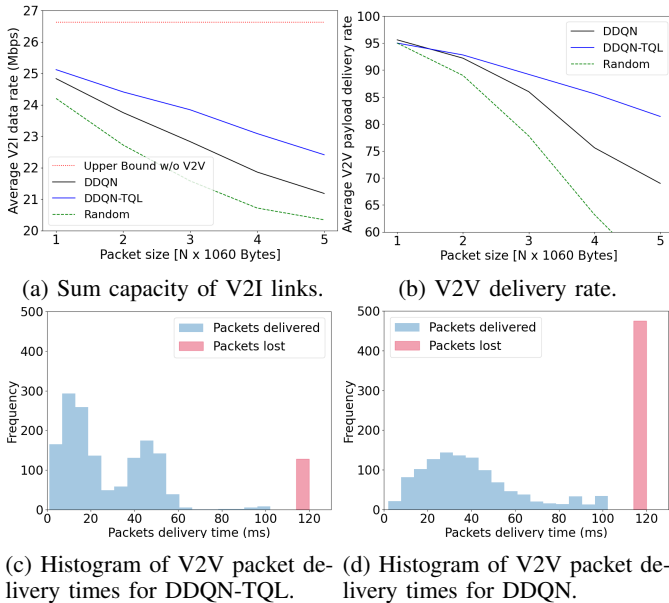 27
26
25
24
23
22
21
20
Average V2I data rate (Mbps)
Upper Bound w/o V2V
DDQN
DDQN-TQL
Random
1 2 3 4 5
Packet size [N x 1060 Bytes]
(a) Sum capacity of V2I links.
95
90
85
80
75
70
65
60
Average V2V payload delivery rate
DDQN
DDQN-TQL
Random
1 2 3 4 5
Packet size [N x 1060 Bytes]
(b) V2V delivery rate.
500
400
300
200
100
0
Frequency
Packets delivered
Packets lost
0 20 40 60 80 100 120
Packets delivery time (ms)
(c) Histogram of V2V packet de-
livery times for DDQN-TQL.
500
400
300
200
100
0
Frequency
Packets delivered
Packets lost
0 20 40 60 80 100 120
Packets delivery time (ms)
(d) Histogram of V2V packet de-
livery times for DDQN.